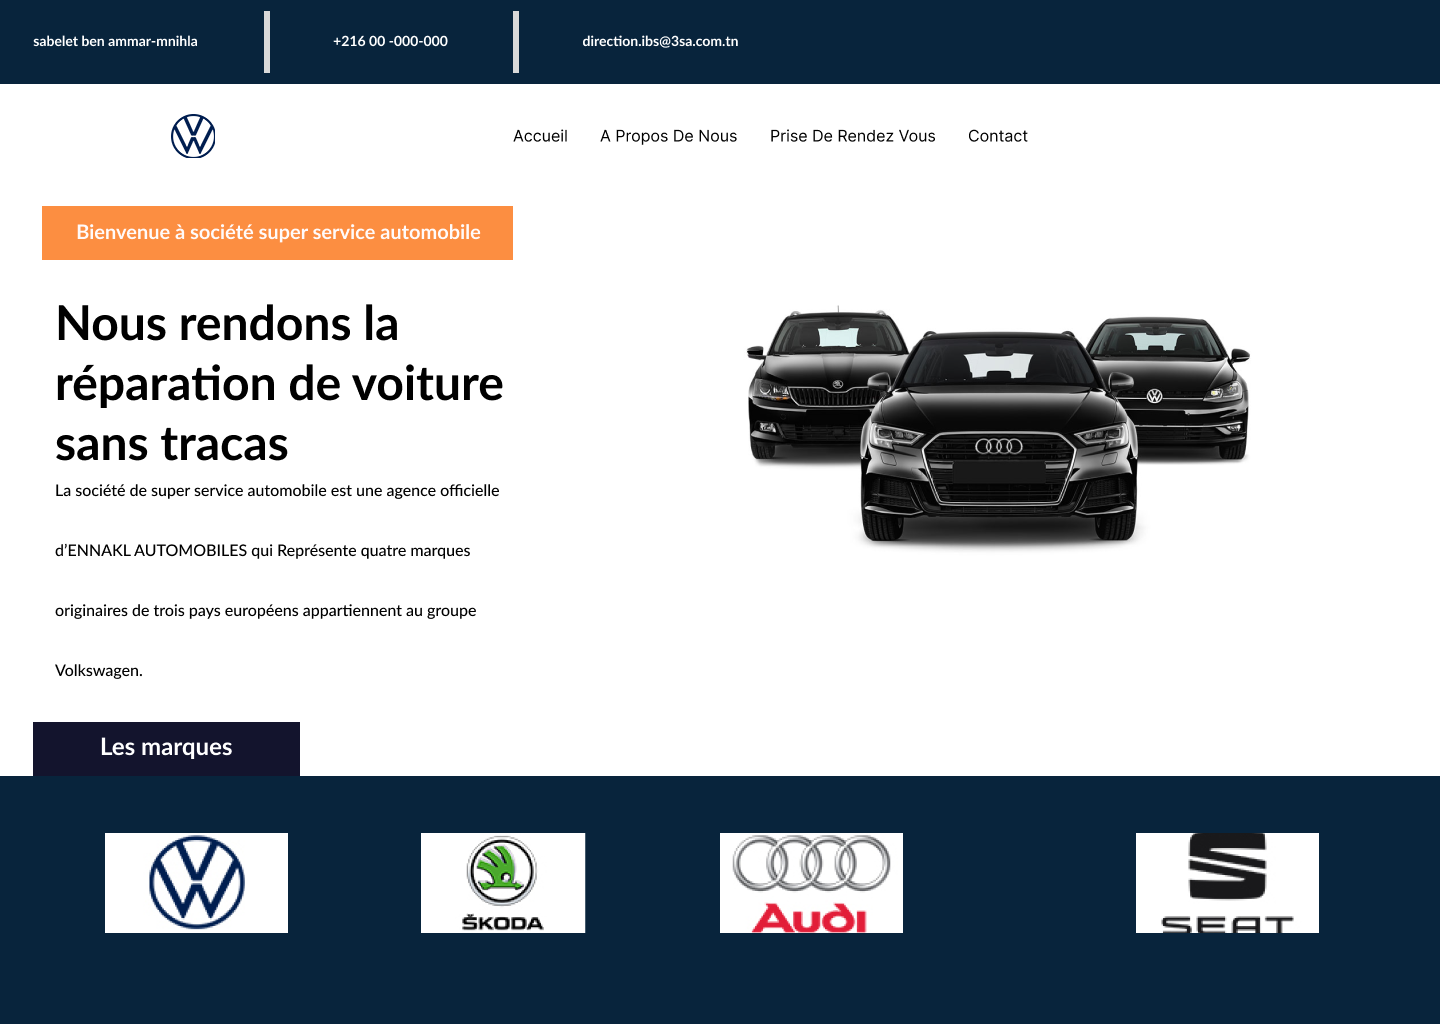 sabelet ben ammar-mnihla
+216 00 -000-000
direction.ibs@3sa.com.tn
Accueil
A Propos De Nous
Prise De Rendez Vous
Contact
Bienvenue à société super service automobile
Nous rendons la
réparation de voiture
sans tracas
La société de super service automobile est une agence officielle
d’ENNAKL AUTOMOBILES qui Représente quatre marques
originaires de trois pays européens appartiennent au groupe
Volkswagen.
Les marques
ŠKODA
Audi
SEAT